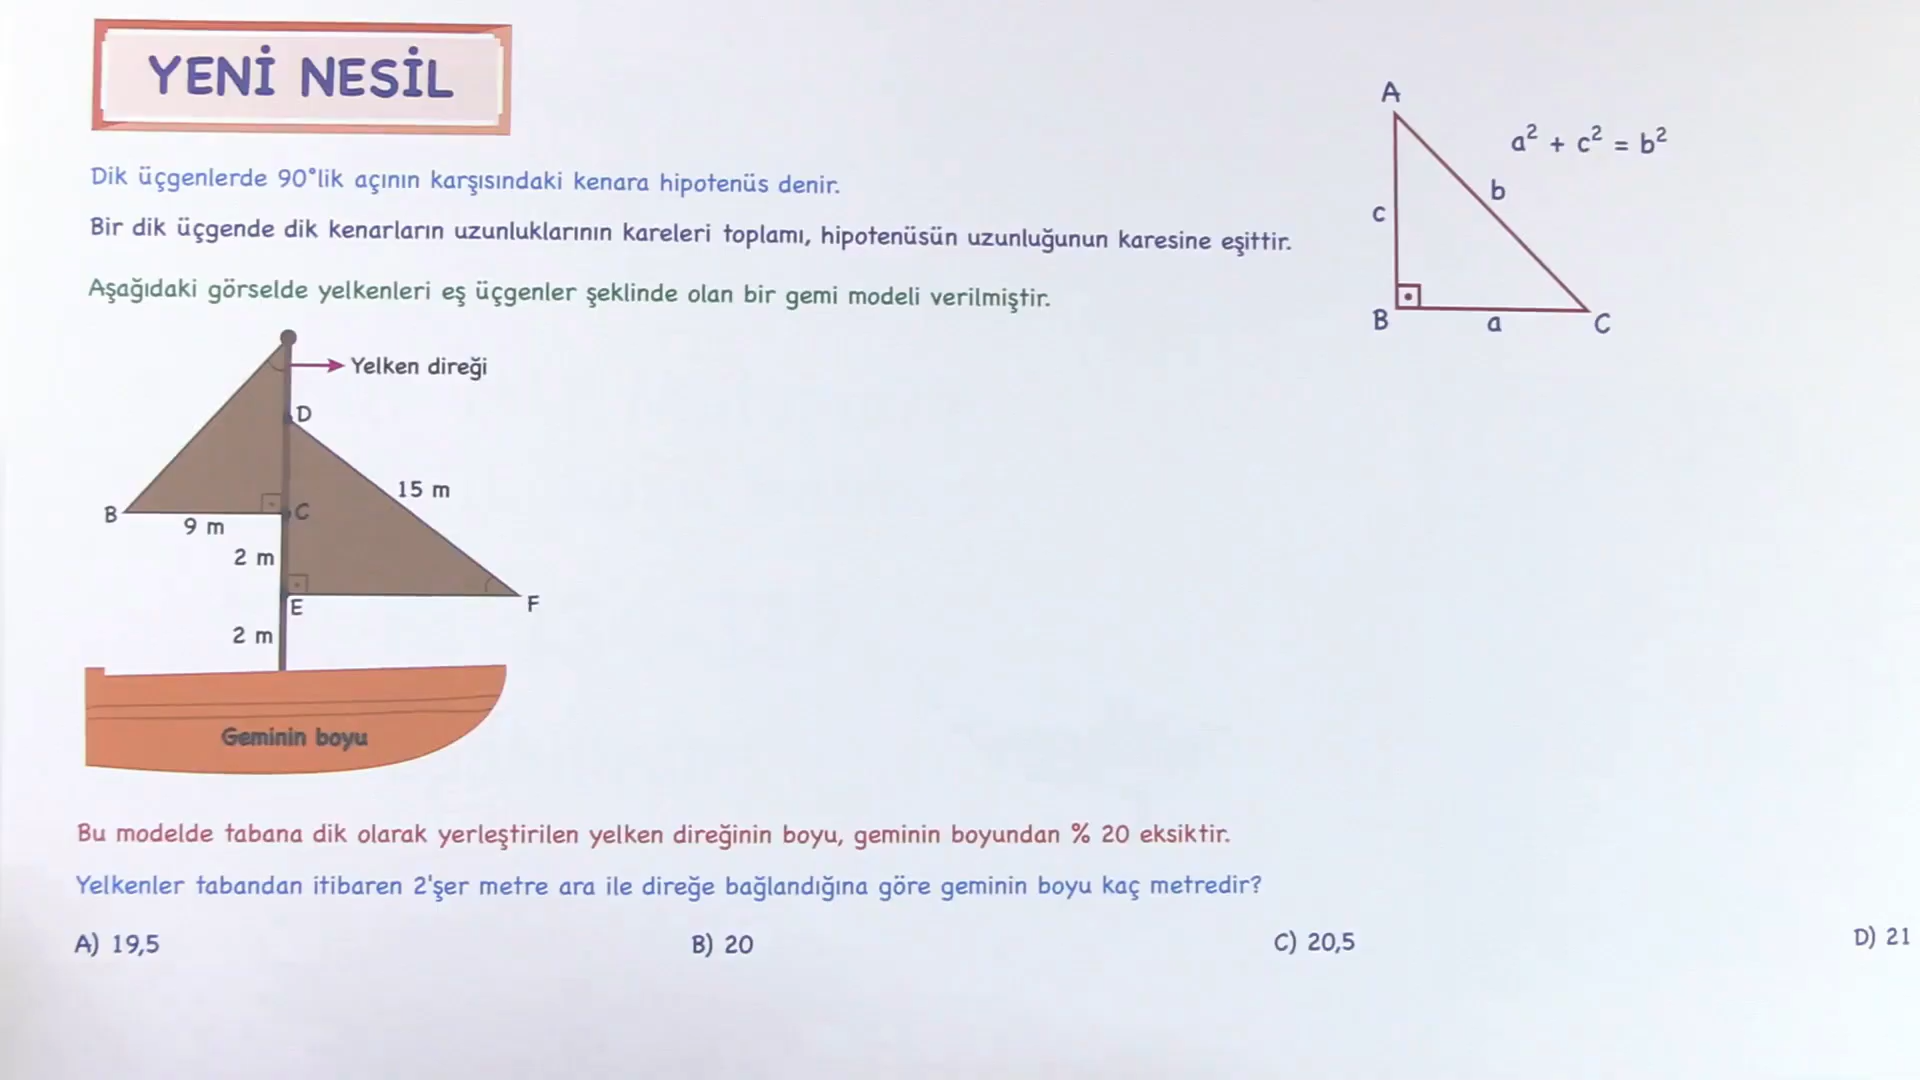 YENİ NESİL
Dik üçgenlerde 90°lik açının karşısındaki kenara hipotenüs denir.
Bir dik üçgende dik kenarların uzunluklarının kareleri toplamı, hipotenüsün uzunluğunun karesine eşittir.
Aşağıdaki görselde yelkenleri eş üçgenler şeklinde olan bir gemi modeli verilmiştir.
A
a² + c² = b²
b
c
B
a
C
Yelken direği
D
15 m
B
C
9 m
2 m
E
F
2 m
Geminin boyu
Bu modelde tabana dik olarak yerleştirilen yelken direğinin boyu, geminin boyundan % 20 eksiktir.
Yelkenler tabandan itibaren 2'şer metre ara ile direğe bağlandığına göre geminin boyu kaç metredir?
A) 19,5
B) 20
C) 20,5
D) 21